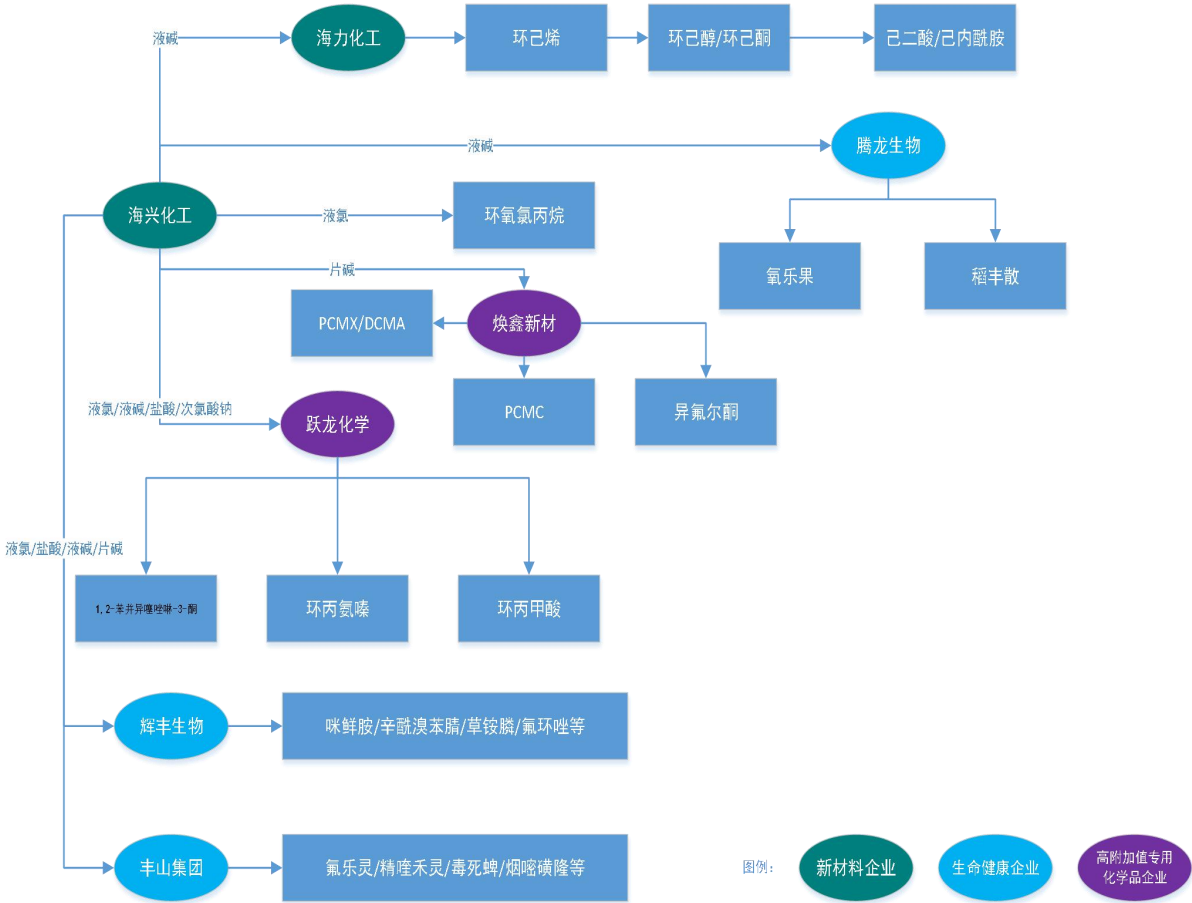 液碱
海力化工
环己烯
环己醇/环己酮
己二酸/己内酰胺
液碱
腾龙生物
海兴化工
液氯
环氧氯丙烷
氧乐果
稻丰散
片碱
PCMX/DCMA
焕鑫新材
PCMC
异氟尔酮
液氯/液碱/盐酸/次氯酸钠
跃龙化学
液氯/盐酸/液碱/片碱
1,2-苯并异噻唑啉-3-酮
环丙氨嗪
环丙甲酸
辉丰生物
咪鲜胺/辛酰溴苯腈/草铵膦/氟环唑等
丰山集团
氟乐灵/精喹禾灵/毒死蜱/烟嘧磺隆等
图例:
新材料企业
生命健康企业
高附加值专用
化学品企业